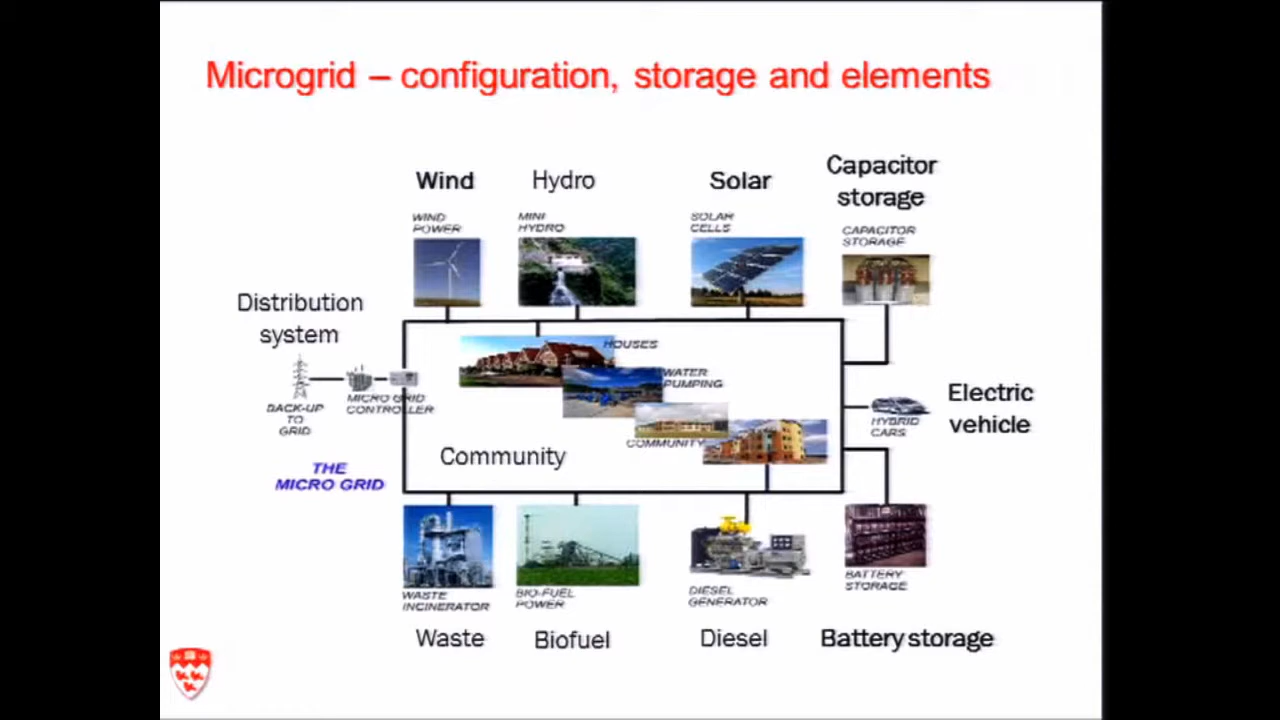 Microgrid – configuration, storage and elements
Wind
Hydro
Solar
Capacitor
storage
WIND
POWER
MINI
HYDRO
SOLAR
CELLS
CAPACITOR
STORAGE
Distribution
system
HOUSES
WATER
PUMPING
BACK-UP
TO
GRID
MICRO GRID
CONTROLLER
HYBRID
CARS
Electric
vehicle
COMMUNITY
Community
THE
MICRO GRID
WASTE
INCINERATOR
BIO-FUEL
POWER
DIESEL
GENERATOR
BATTERY
STORAGE
Waste
Biofuel
Diesel
Battery storage